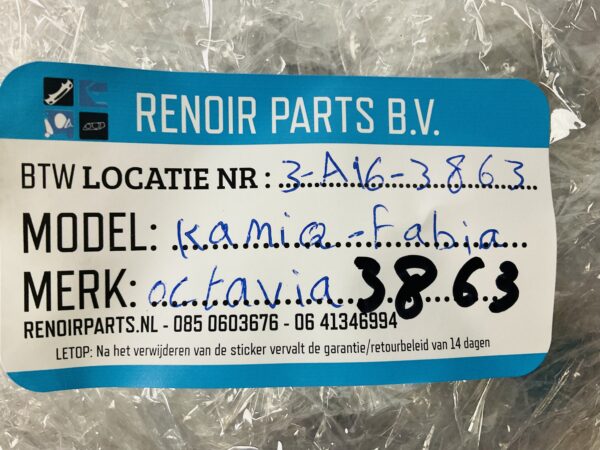 RENOIR PARTS B.V.
BTW LOCATIE NR : 3-A16-3863
MODEL: Kamiq-Fabia
MERK: octavia 3863
RENOIRPARTS.NL - 085 0603676 - 06 41346994
LETOP: Na het verwijderen van de sticker vervalt de garantie/retourbeleid van 14 dagen